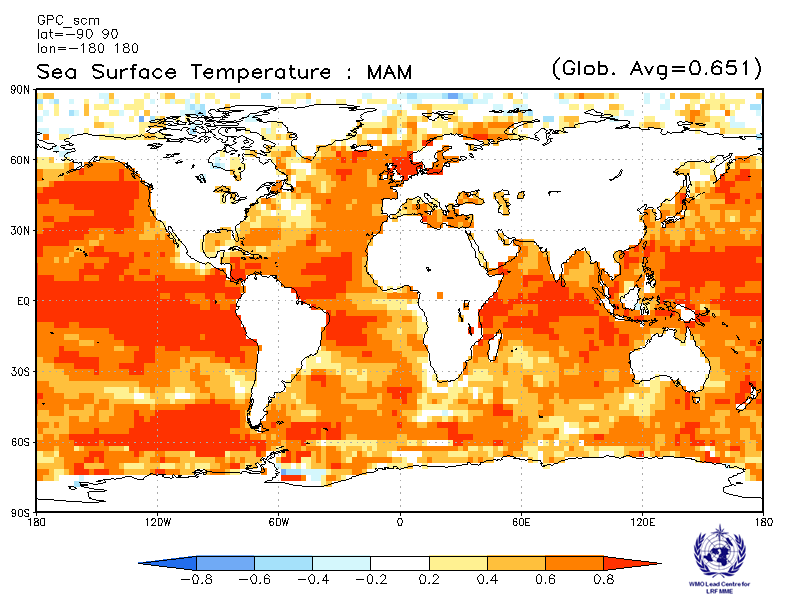 GPC_scm
lat=-90 90
lon=-180 180
Sea Surface Temperature : MAM
(Glob. Avg=0.651)
90N
60N
30N
EQ
30S
60S
90S
180 120W 60W 0 60E 120E 180
-0.8 -0.6 -0.4 -0.2 0.2 0.4 0.6 0.8
WMO Lead Centre for
LRF MME